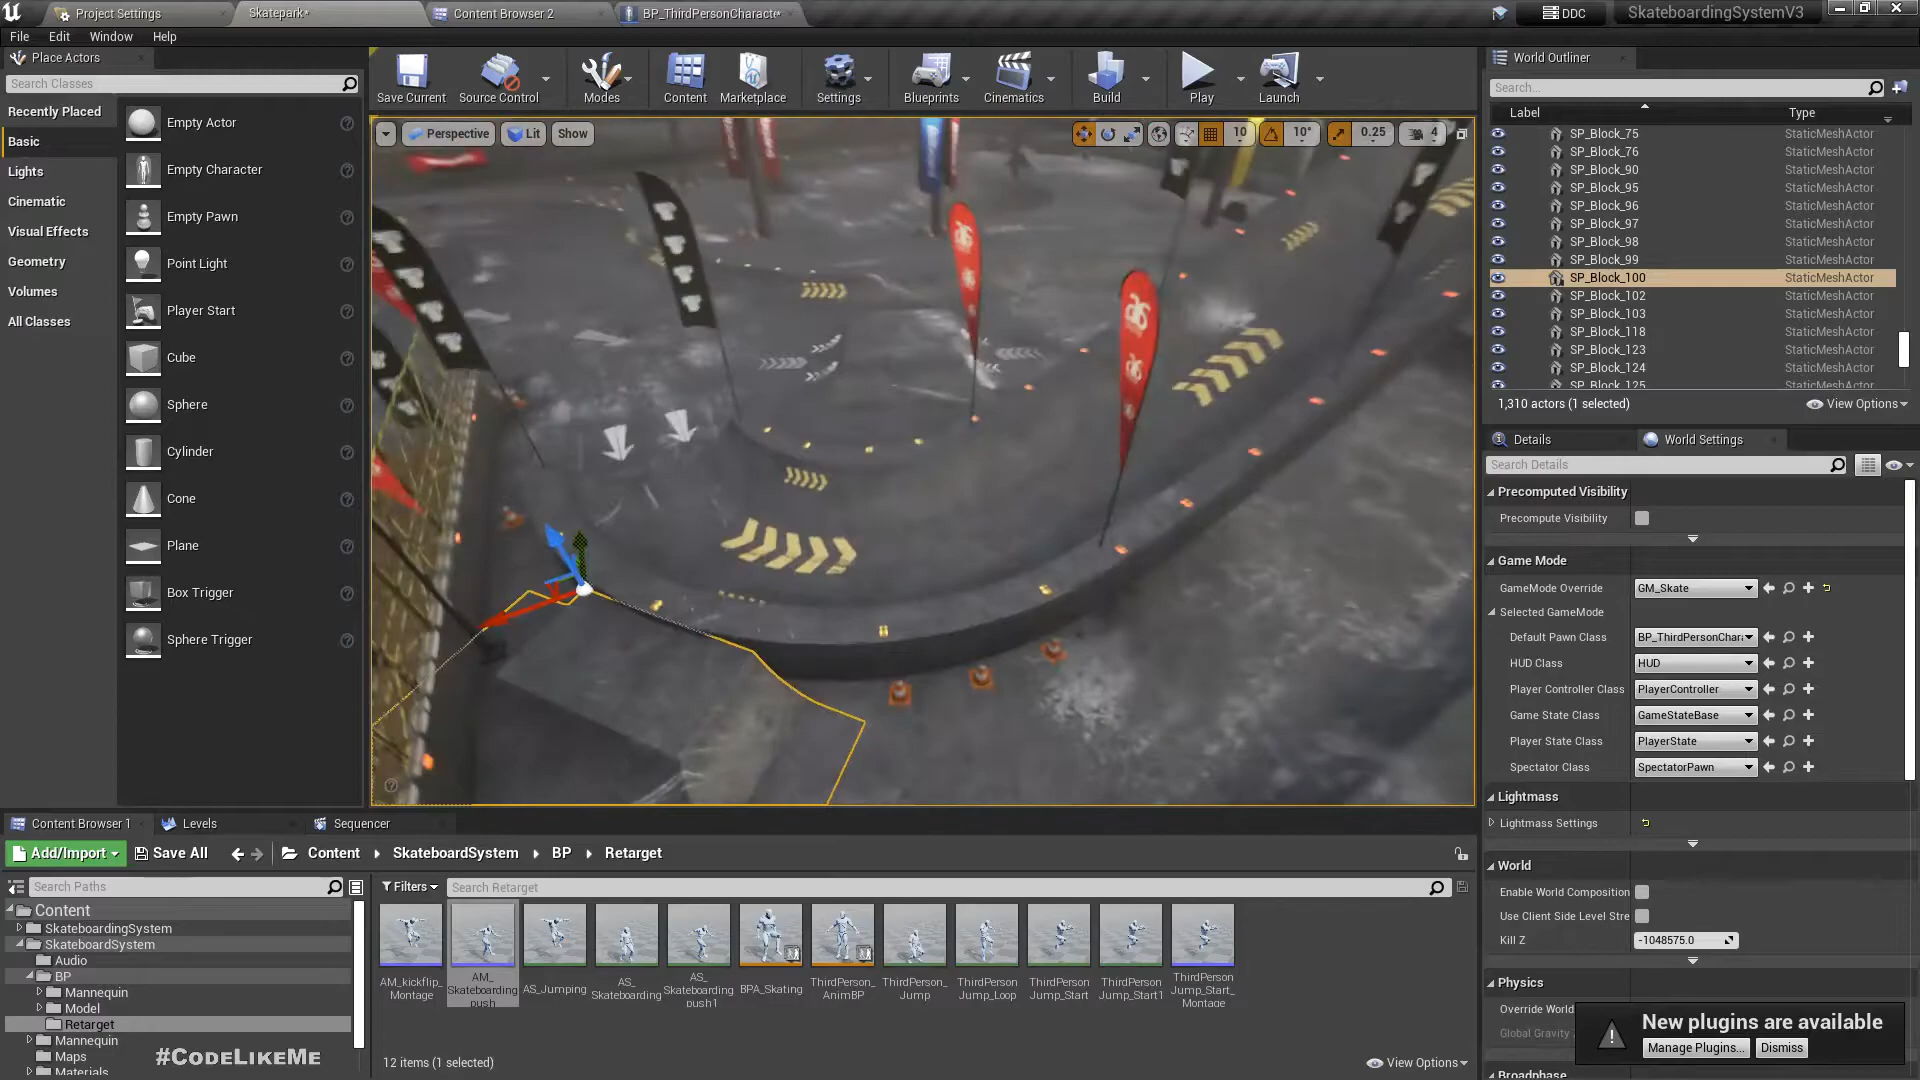 Project Settings
Skatepark*
Content Browser 2
BP_ThirdPersonCharacte*
DDC
SkateboardingSystemV3
File
Edit
Window
Help
Place Actors
Search Classes
Recently Placed
Basic
Lights
Cinematic
Visual Effects
Geometry
Volumes
All Classes
Empty Actor
Empty Character
Empty Pawn
Point Light
Player Start
Cube
Sphere
Cylinder
Cone
Plane
Box Trigger
Sphere Trigger
Save Current
Source Control
Modes
Content
Marketplace
Settings
Blueprints
Cinematics
Build
Play
Launch
Perspective
Lit
Show
10
10°
0.25
4
World Outliner
Search...
Label
Type
SP_Block_75 StaticMeshActor
SP_Block_76 StaticMeshActor
SP_Block_90 StaticMeshActor
SP_Block_95 StaticMeshActor
SP_Block_96 StaticMeshActor
SP_Block_97 StaticMeshActor
SP_Block_98 StaticMeshActor
SP_Block_99 StaticMeshActor
SP_Block_100 StaticMeshActor
SP_Block_102 StaticMeshActor
SP_Block_103 StaticMeshActor
SP_Block_118 StaticMeshActor
SP_Block_123 StaticMeshActor
SP_Block_124 StaticMeshActor
SP_Block_125 StaticMeshActor
1,310 actors (1 selected)
View Options
Details
World Settings
Search Details
Precomputed Visibility
Precompute Visibility
Game Mode
GameMode Override GM_Skate
Selected GameMode
Default Pawn Class BP_ThirdPersonChara
HUD Class HUD
Player Controller Class PlayerController
Game State Class GameStateBase
Player State Class PlayerState
Spectator Class SpectatorPawn
Lightmass
Lightmass Settings
World
Enable World Composition
Use Client Side Level Stre
Kill Z -1048575.0
Physics
Override World
Global Gravity Z
Broadphase
New plugins are available
Manage Plugins...
Dismiss
Content Browser 1
Levels
Sequencer
Add/Import
Save All
Content
SkateboardSystem
BP
Retarget
Search Paths
Filters
Search Retarget
Content
SkateboardingSystem
SkateboardSystem
Audio
BP
Mannequin
Model
Retarget
Mannequin
Maps
Materials
#CODELIKEME
AM_kickflip_
Montage
AM_
Skateboarding
push
AS_Jumping
AS_
Skateboarding
AS_
Skateboarding
push1
BPA_Skating
ThirdPerson_
AnimBP
ThirdPerson_
Jump
ThirdPerson
Jump_Loop
ThirdPerson
Jump_Start
ThirdPerson
Jump_Start1
ThirdPerson
Jump_Start_
Montage
12 items (1 selected)
View Options